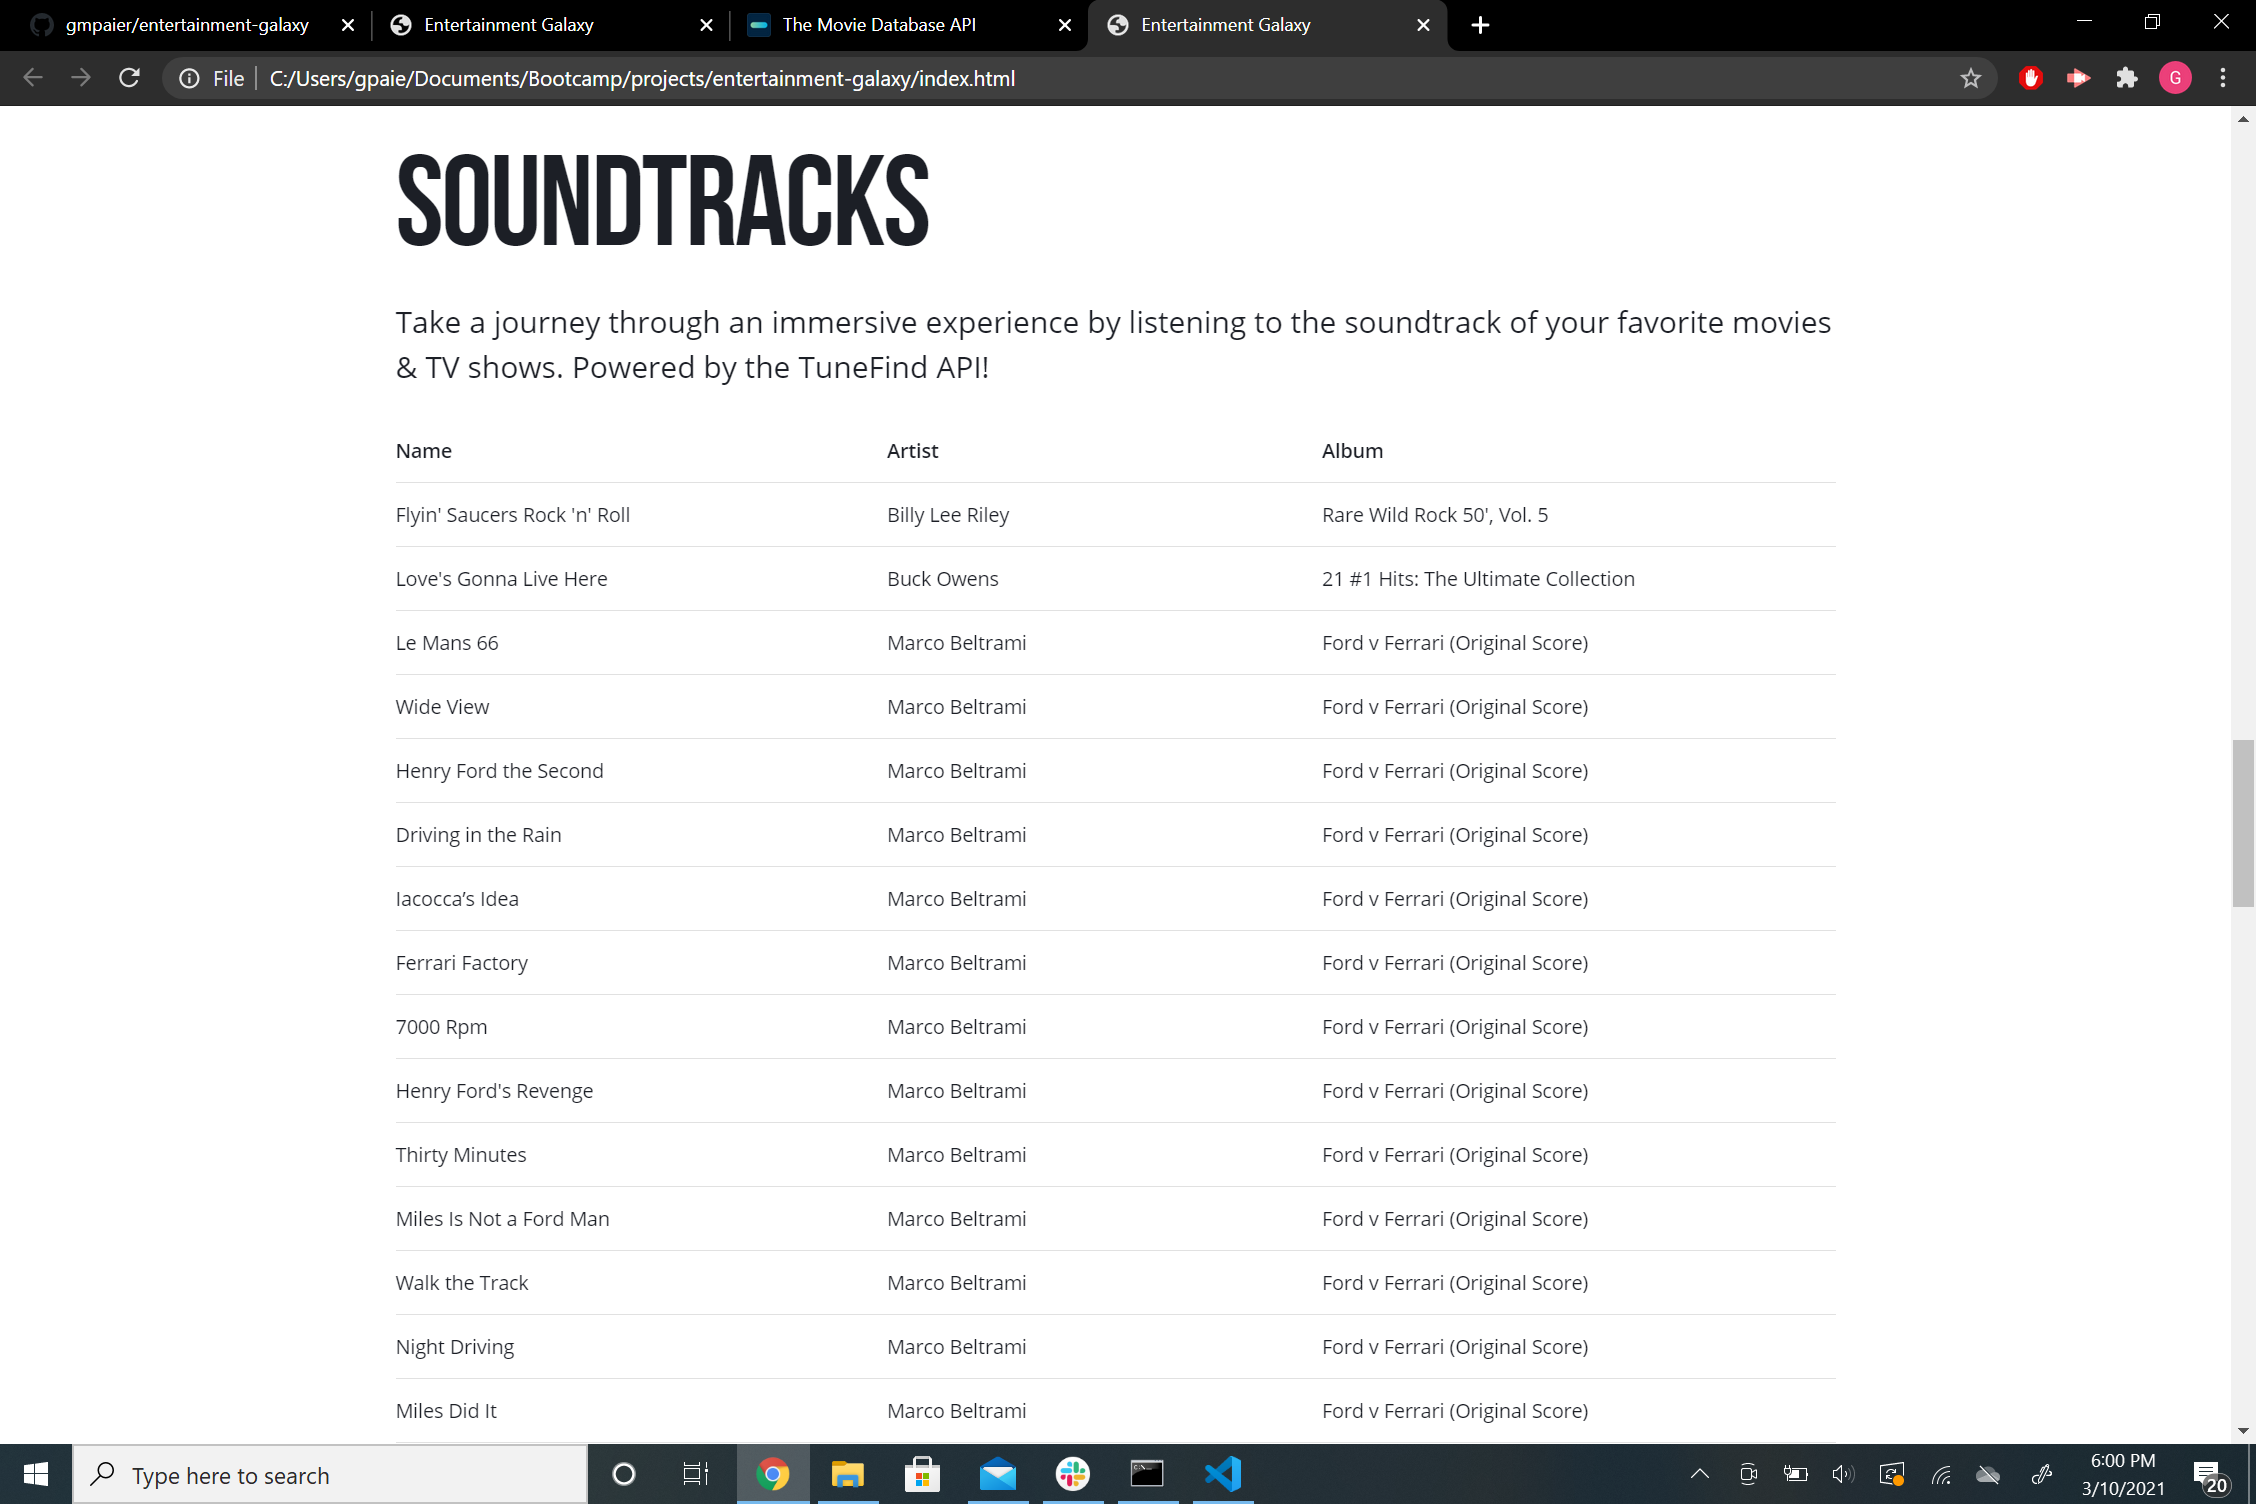 gmpaier/entertainment-galaxy
Entertainment Galaxy
The Movie Database API
Entertainment Galaxy
File
C:/Users/gpaie/Documents/Bootcamp/projects/entertainment-galaxy/index.html
G
SOUNDTRACKS
Take a journey through an immersive experience by listening to the soundtrack of your favorite movies
& TV shows. Powered by the TuneFind API!
Name Artist Album
Flyin' Saucers Rock 'n' Roll Billy Lee Riley Rare Wild Rock 50', Vol. 5
Love's Gonna Live Here Buck Owens 21 #1 Hits: The Ultimate Collection
Le Mans 66 Marco Beltrami Ford v Ferrari (Original Score)
Wide View Marco Beltrami Ford v Ferrari (Original Score)
Henry Ford the Second Marco Beltrami Ford v Ferrari (Original Score)
Driving in the Rain Marco Beltrami Ford v Ferrari (Original Score)
Iacocca’s Idea Marco Beltrami Ford v Ferrari (Original Score)
Ferrari Factory Marco Beltrami Ford v Ferrari (Original Score)
7000 Rpm Marco Beltrami Ford v Ferrari (Original Score)
Henry Ford's Revenge Marco Beltrami Ford v Ferrari (Original Score)
Thirty Minutes Marco Beltrami Ford v Ferrari (Original Score)
Miles Is Not a Ford Man Marco Beltrami Ford v Ferrari (Original Score)
Walk the Track Marco Beltrami Ford v Ferrari (Original Score)
Night Driving Marco Beltrami Ford v Ferrari (Original Score)
Miles Did It Marco Beltrami Ford v Ferrari (Original Score)
Type here to search
6:00 PM
3/10/2021
20